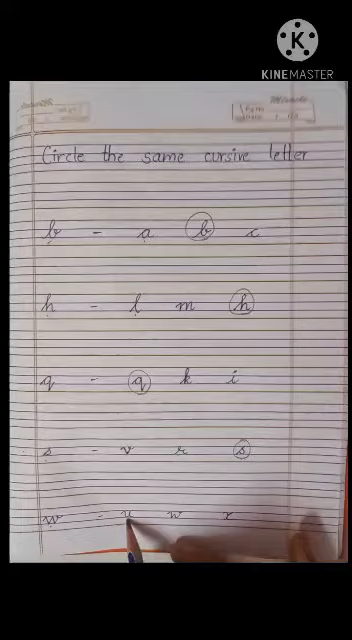 K
KINEMASTER
Circle the same cursive letter
b - a b c
h - l m h
q - q k i
s - v r s
w - u w x